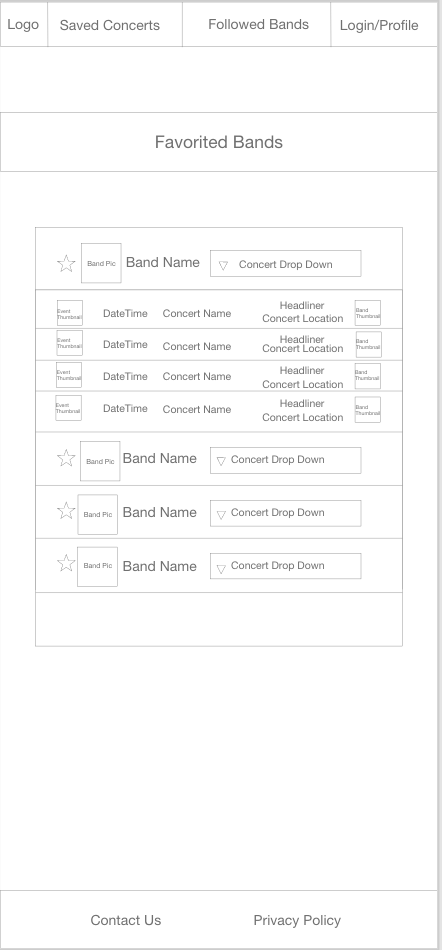 Logo
Saved Concerts
Followed Bands
Login/Profile
Favorited Bands
Band Pic
Band Name
Concert Drop Down
Event
Thumbnail
DateTime
Concert Name
Headliner
Concert Location
Band
Thumbnail
Event
Thumbnail
DateTime
Concert Name
Headliner
Concert Location
Band
Thumbnail
Event
Thumbnail
DateTime
Concert Name
Headliner
Concert Location
Band
Thumbnail
Event
Thumbnail
DateTime
Concert Name
Headliner
Concert Location
Band
Thumbnail
Band Pic
Band Name
Concert Drop Down
Band Pic
Band Name
Concert Drop Down
Band Pic
Band Name
Concert Drop Down
Contact Us
Privacy Policy